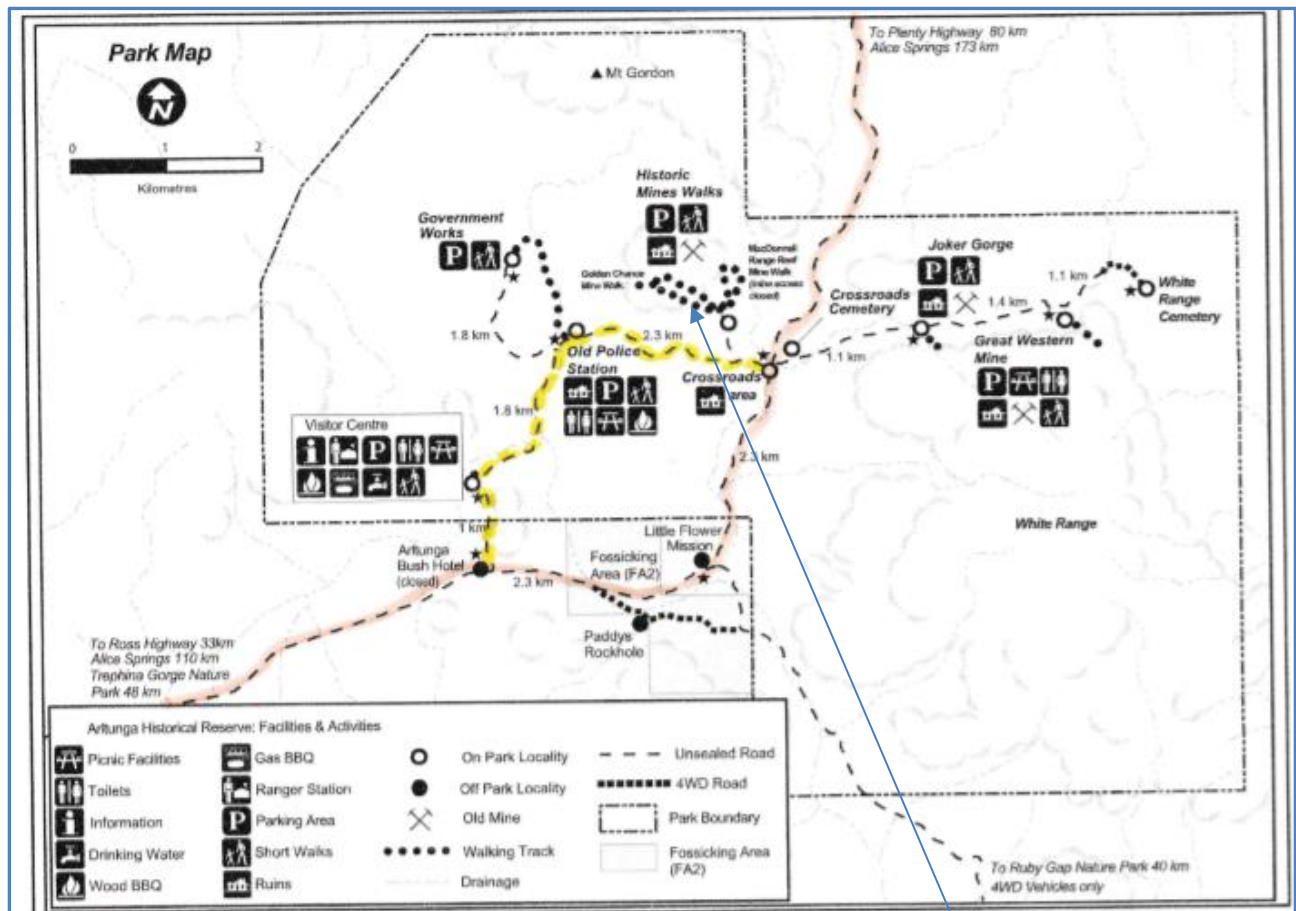 Park Map
N
0 1 2
Kilometres
To Plenty Highway 80 km
Alice Springs 173 km
Mt Gordon
Historic
Mines Walks
P
Government
Works
P
Golden Chance
Mine Walk
MacDonnell
Range Reef
Mine Walk
(mine access
closed)
Joker Gorge
P
Crossroads
Cemetery
1.1 km
1.4 km
White
Range
Cemetery
1.8 km
2.3 km
1.1 km
Old Police
Station
P
Crossroads
area
Great Western
Mine
P
1.8 km
Visitor Centre
i
P
2.3 km
1 km
Arltunga
Bush Hotel
(closed)
2.3 km
Fossicking
Area (FA2)
Little Flower
Mission
White Range
Paddys
Rockhole
To Ross Highway 33km
Alice Springs 110 km
Trephina Gorge Nature
Park 48 km
Arltunga Historical Reserve: Facilities & Activities
Picnic Facilities
Toilets
i Information
Drinking Water
Wood BBQ
Gas BBQ
Ranger Station
P Parking Area
Short Walks
Ruins
On Park Locality
Off Park Locality
Old Mine
Walking Track
Drainage
Unsealed Road
4WD Road
Park Boundary
Fossicking Area
(FA2)
To Ruby Gap Nature Park 40 km
4WD Vehicles only